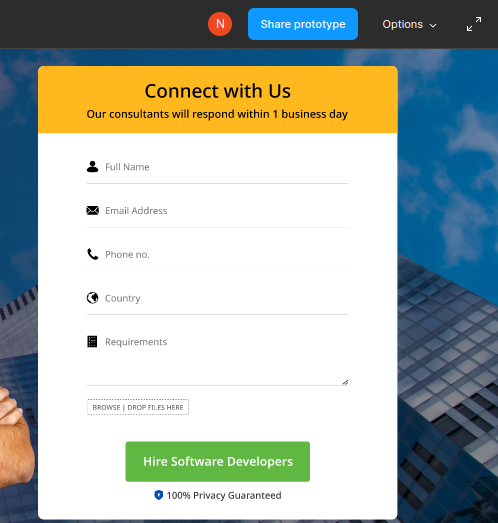 N
Share prototype
Options
Connect with Us
Our consultants will respond within 1 business day
Full Name
Email Address
Phone no.
Country
Requirements
BROWSE | DROP FILES HERE
Hire Software Developers
100% Privacy Guaranteed